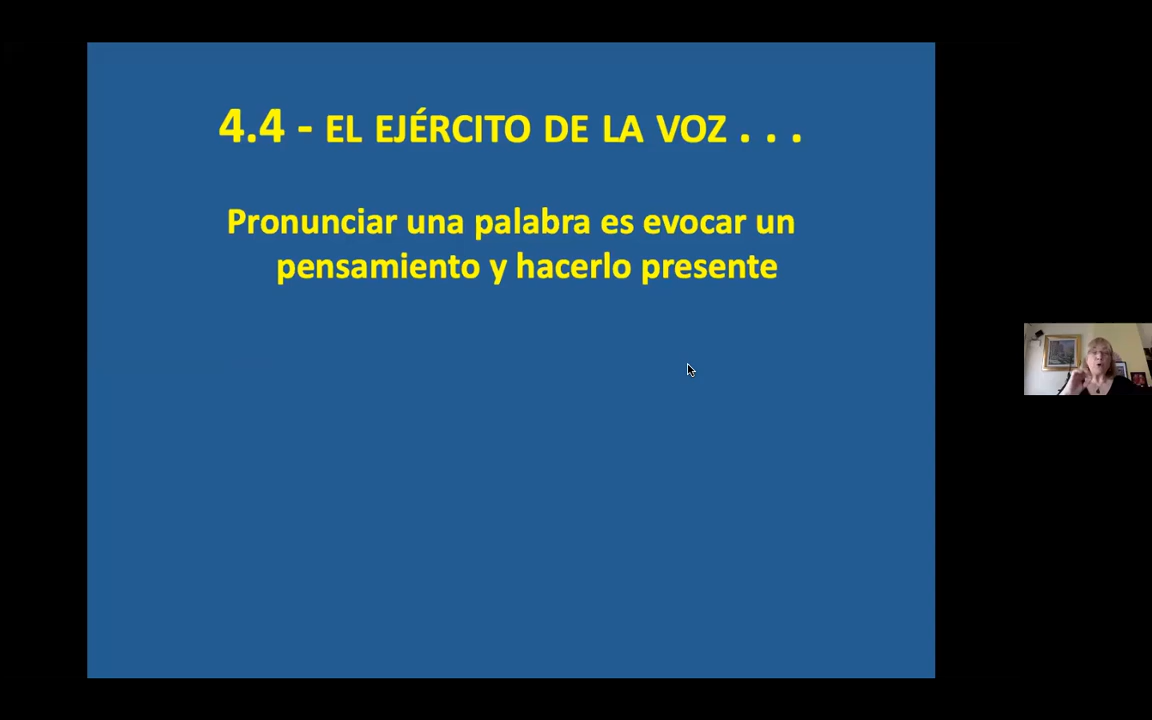 4.4 - EL EJÉRCITO DE LA VOZ . . .
Pronunciar una palabra es evocar un
pensamiento y hacerlo presente